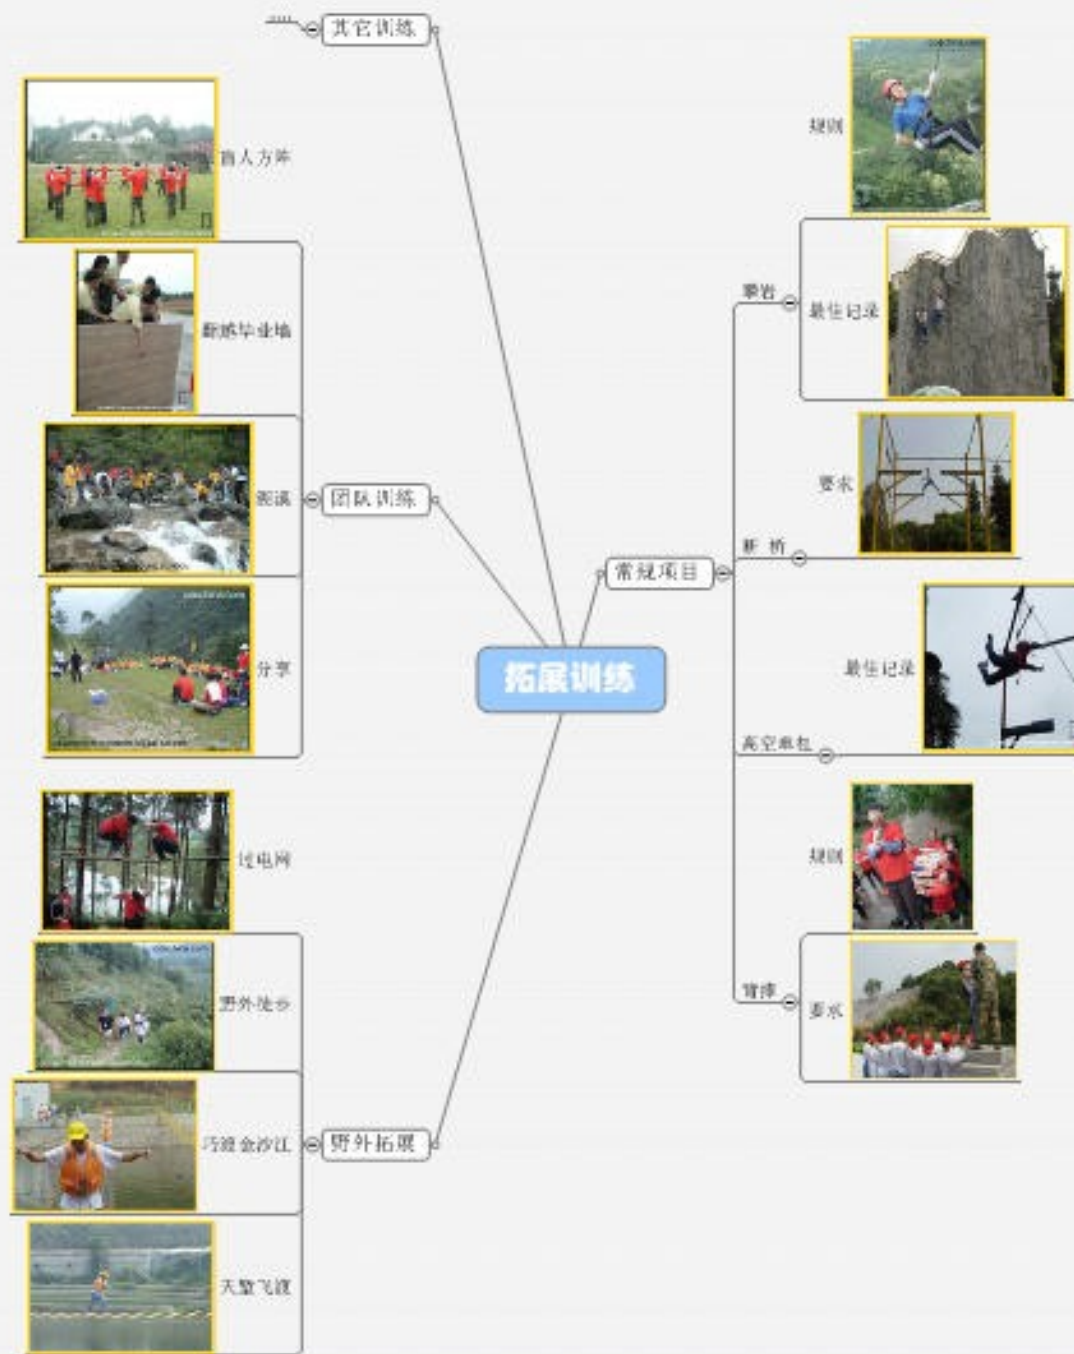 其它训练
盲人方阵
翻越毕业墙
团队训练
分享
过电网
野外徒步
巧渡金沙江
野外拓展
天堑飞渡
拓展训练
常规项目
规则
攀岩
最佳记录
要求
断 桥
最佳记录
高空单杠
规则
背摔
要求